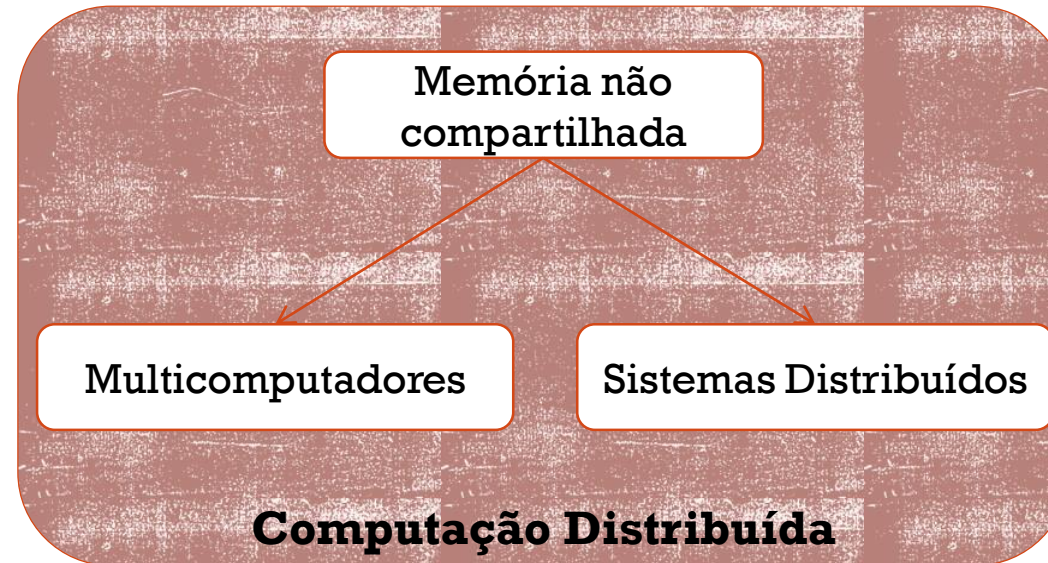 Memória não
compartilhada
Multicomputadores
Sistemas Distribuídos
Computação Distribuída